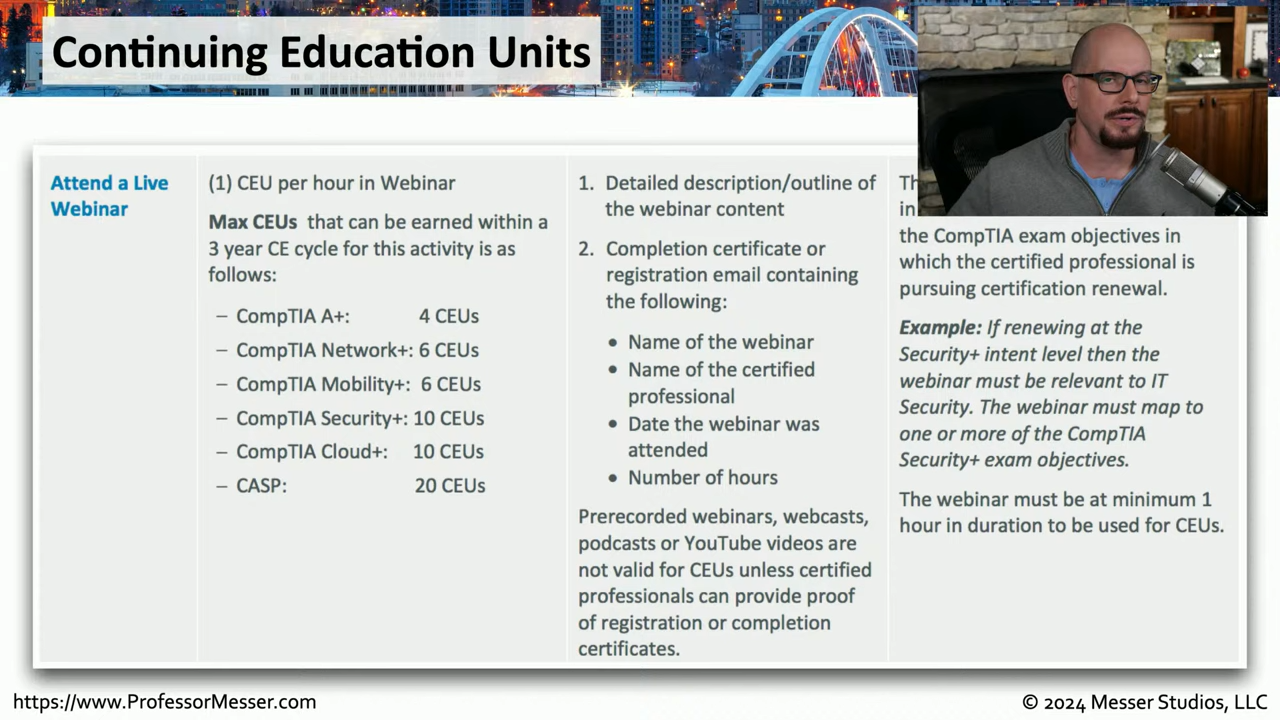 Continuing Education Units
Attend a Live
Webinar
(1) CEU per hour in Webinar
Max CEUs that can be earned within a
3 year CE cycle for this activity is as
follows:
– CompTIA A+: 4 CEUs
– CompTIA Network+: 6 CEUs
– CompTIA Mobility+: 6 CEUs
– CompTIA Security+: 10 CEUs
– CompTIA Cloud+: 10 CEUs
– CASP: 20 CEUs
1. Detailed description/outline of
the webinar content
2. Completion certificate or
registration email containing
the following:
• Name of the webinar
• Name of the certified
professional
• Date the webinar was
attended
• Number of hours
Prerecorded webinars, webcasts,
podcasts or YouTube videos are
not valid for CEUs unless certified
professionals can provide proof
of registration or completion
certificates.
the CompTIA exam objectives in
which the certified professional is
pursuing certification renewal.
Example: If renewing at the
Security+ intent level then the
webinar must be relevant to IT
Security. The webinar must map to
one or more of the CompTIA
Security+ exam objectives.
The webinar must be at minimum 1
hour in duration to be used for CEUs.
https://www.ProfessorMesser.com
© 2024 Messer Studios, LLC